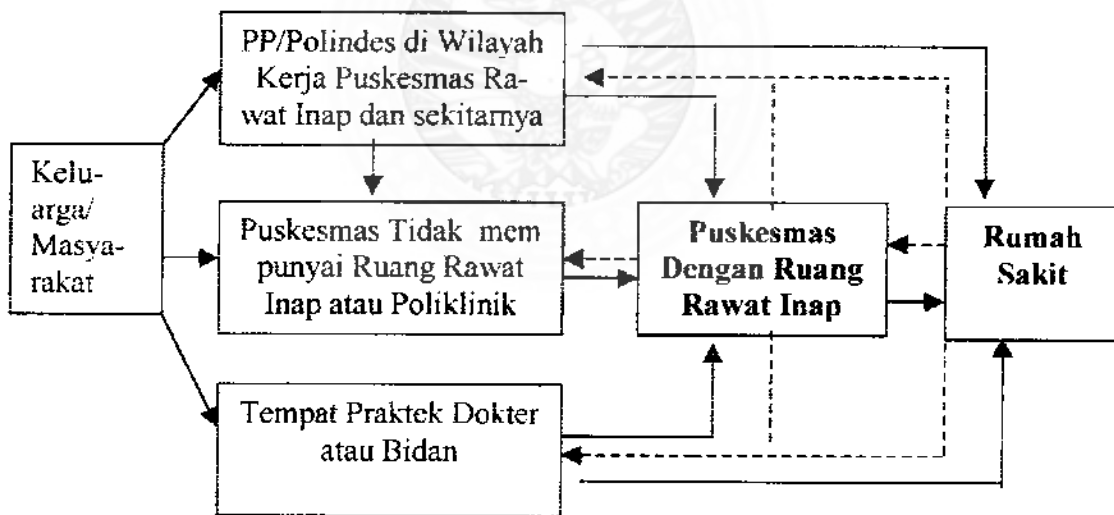 PP/Polindes di Wilayah
Kerja Puskesmas Ra-
wat Inap dan sekitarnya
Kelu-
arga/
Masya-
rakat
Puskesmas Tidak mem
punyai Ruang Rawat
Inap atau Poliklinik
Puskesmas
Dengan Ruang
Rawat Inap
Rumah
Sakit
Tempat Praktek Dokter
atau Bidan